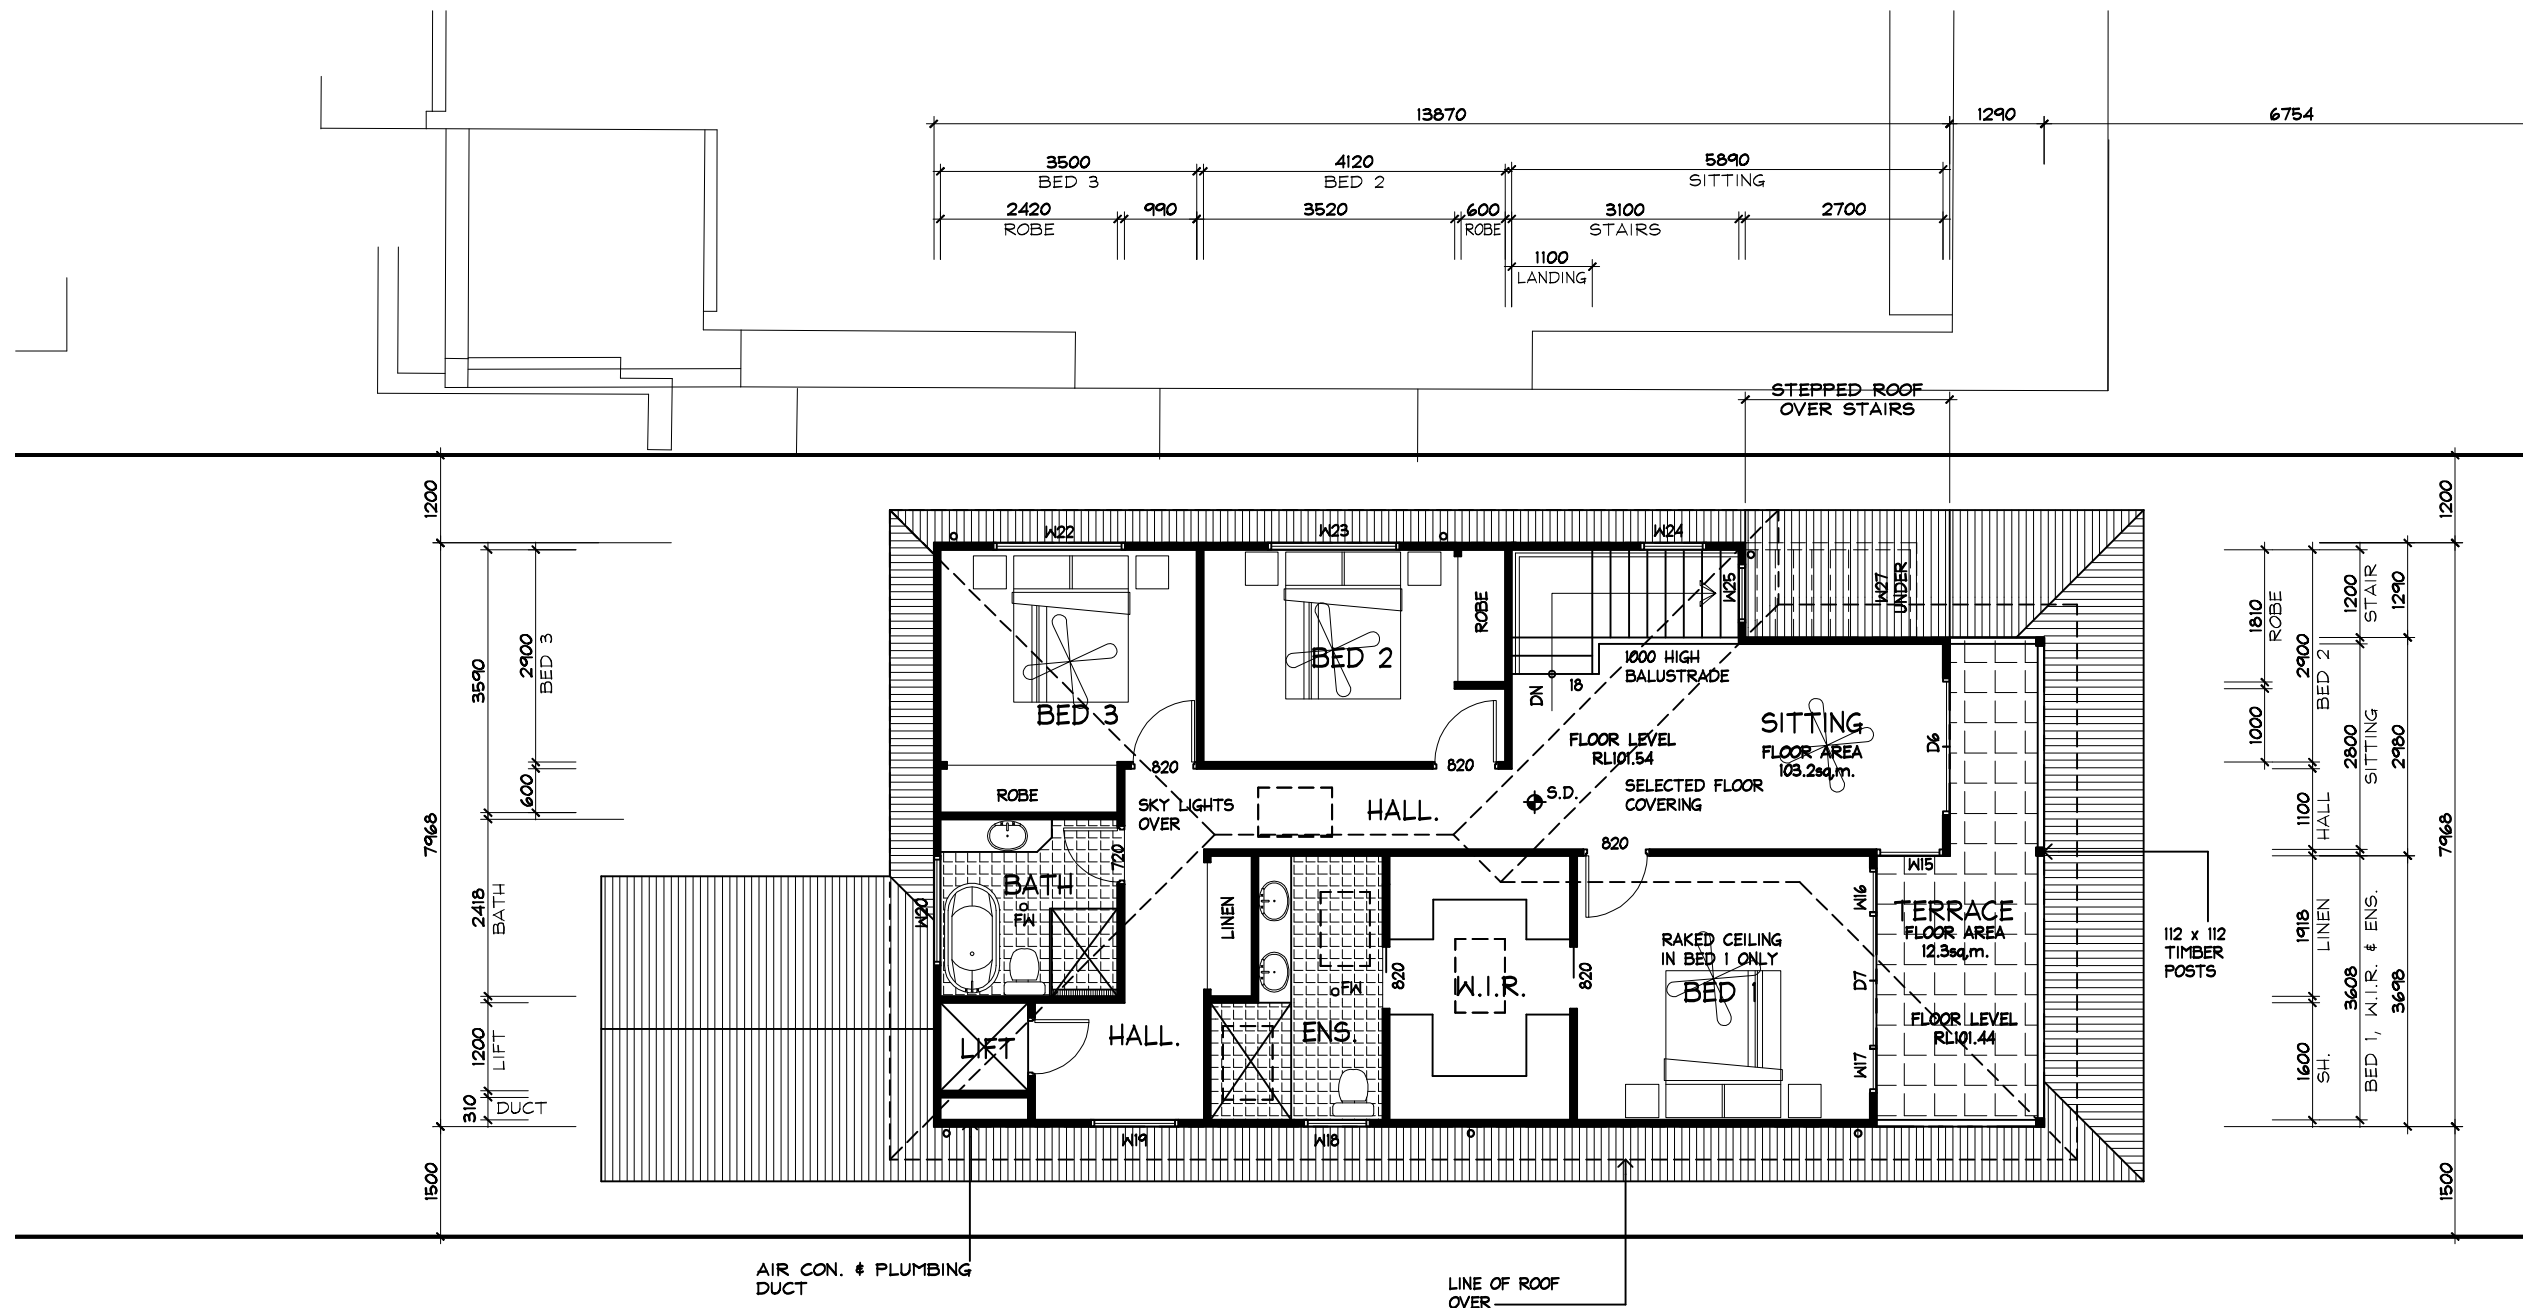 13870
1290
6754
3500
BED 3
4120
BED 2
5890
SITTING
2420
ROBE
990
3520
600
ROBE
3100
STAIRS
2700
1100
LANDING
STEPPED ROOF
OVER STAIRS
1200
7968
1500
3590
2418
BATH
1200
LIFT
310
DUCT
2900
BED 3
600
W22
W23
W24
W25
W27
UNDER
ROBE
BED 2
BED 3
1000 HIGH
BALUSTRADE
DN
18
SITTING
FLOOR AREA
103.2sq.m.
FLOOR LEVEL
RL101.54
D6
820
820
SELECTED FLOOR
COVERING
S.D.
ROBE
SKY LIGHTS
OVER
HALL.
820
720
W15
BATH
FW
W20
LINEN
W16
TERRACE
FLOOR AREA
12.3sq.m.
RAKED CEILING
IN BED 1 ONLY
FW
820
W.I.R.
820
BED 1
D7
FLOOR LEVEL
RL101.44
LIFT
HALL.
ENS.
W17
W19
W18
112 x 112
TIMBER
POSTS
1810
ROBE
1000
2900
BED 2
1100
HALL
1918
LINEN
1600
SH.
1200
STAIR
2800
SITTING
3608
BED 1, W.I.R. & ENS.
1290
2980
3698
1200
7968
1500
AIR CON. & PLUMBING
DUCT
LINE OF ROOF
OVER